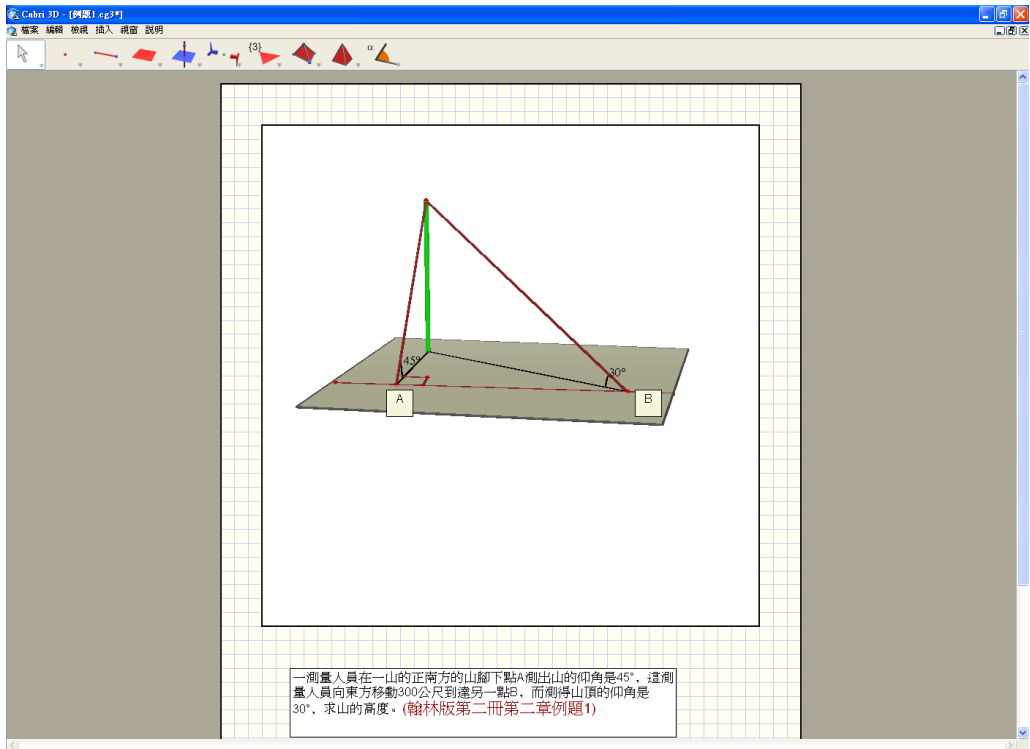 Cabri 3D - [例題1.cg3*]
檔案 編輯 檢視 插入 視窗 說明
{3}
α
45°
30°
A
B
一測量人員在一山的正南方的山腳下點A測出山的仰角是45°，這測
量人員向東方移動300公尺到達另一點B，而測得山頂的仰角是
30°，求山的高度。(翰林版第二冊第二章例題1)